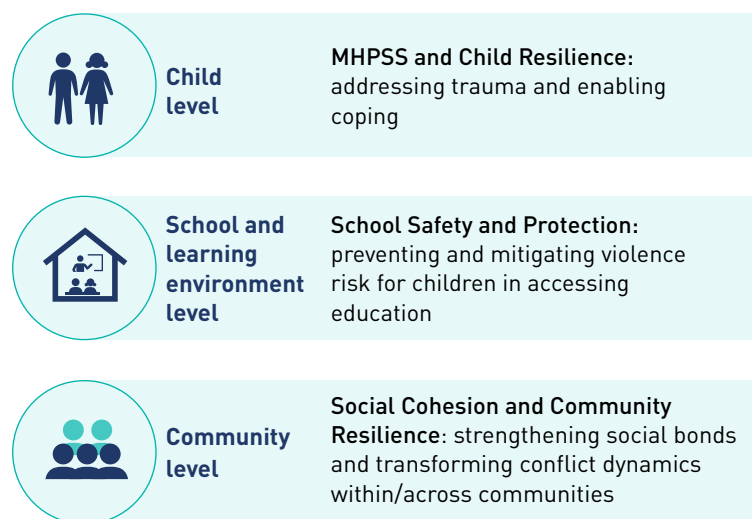 Child
level
MHPSS and Child Resilience:
addressing trauma and enabling
coping
School and
learning
environment
level
School Safety and Protection:
preventing and mitigating violence
risk for children in accessing
education
Community
level
Social Cohesion and Community
Resilience: strengthening social bonds
and transforming conflict dynamics
within/across communities